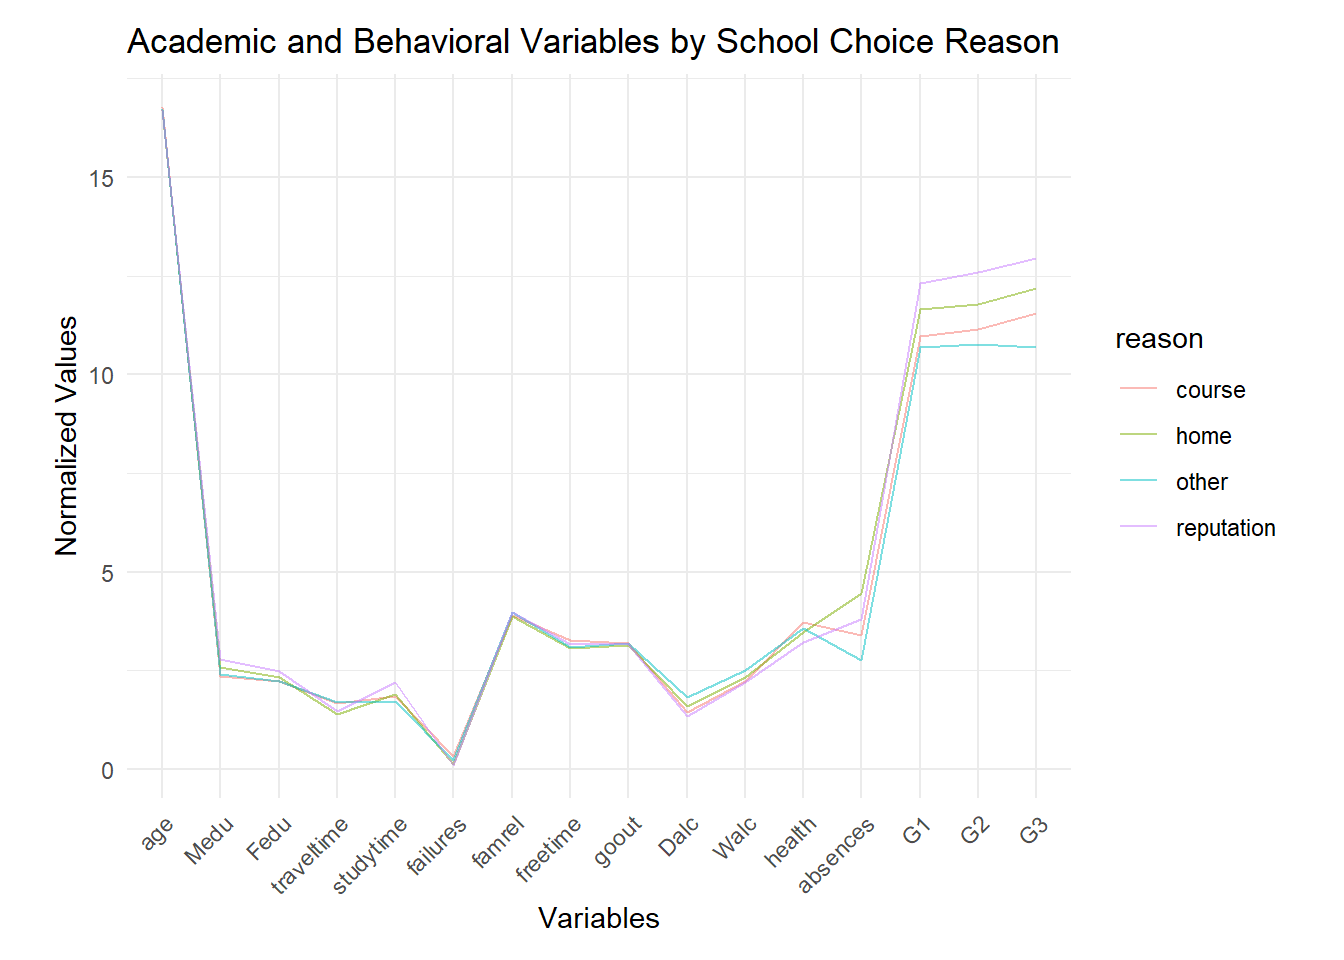 Academic and Behavioral Variables by School Choice Reason
Normalized Values
15
10
5
0
age
Medu
Fedu
traveltime
studytime
failures
famrel
freetime
goout
Dalc
Walc
health
absences
G1
G2
G3
Variables
reason
course
home
other
reputation